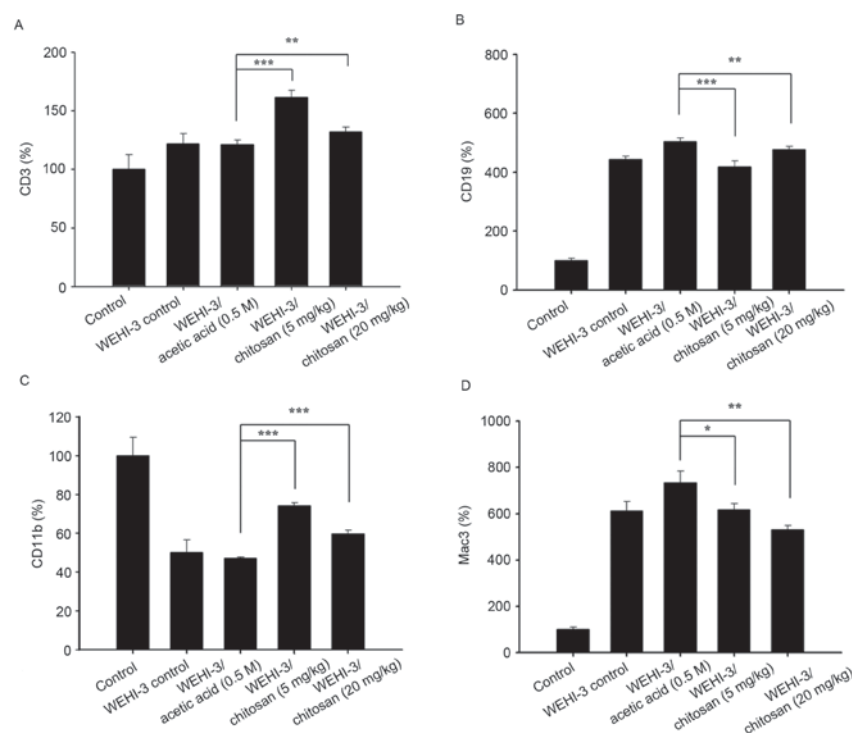 A
CD3 (%)
200
150
100
50
0
**
***
Control
WEHI-3 control
WEHI-3/
acetic acid (0.5 M)
WEHI-3/
chitosan (5 mg/kg)
WEHI-3/
chitosan (20 mg/kg)
B
CD19 (%)
800
600
400
200
0
**
***
Control
WEHI-3 control
WEHI-3/
acetic acid (0.5 M)
WEHI-3/
chitosan (5 mg/kg)
WEHI-3/
chitosan (20 mg/kg)
C
CD11b (%)
120
100
80
60
40
20
0
***
***
Control
WEHI-3 control
WEHI-3/
acetic acid (0.5 M)
WEHI-3/
chitosan (5 mg/kg)
WEHI-3/
chitosan (20 mg/kg)
D
Mac3 (%)
1000
800
600
400
200
0
**
*
Control
WEHI-3 control
WEHI-3/
acetic acid (0.5 M)
WEHI-3/
chitosan (5 mg/kg)
WEHI-3/
chitosan (20 mg/kg)